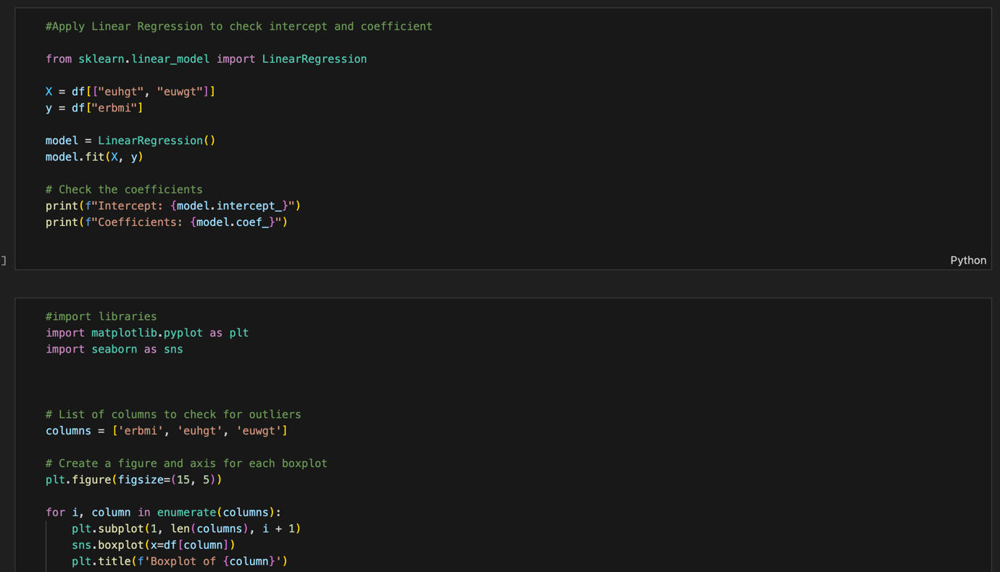 #Apply Linear Regression to check intercept and coefficient
from sklearn.linear_model import LinearRegression
X = df[["euhgt", "euwgt"]]
y = df["erbmi"]
model = LinearRegression()
model.fit(X, y)
# Check the coefficients
print(f"Intercept: {model.intercept_}")
print(f"Coefficients: {model.coef_}")
]
Python
#import libraries
import matplotlib.pyplot as plt
import seaborn as sns
# List of columns to check for outliers
columns = ['erbmi', 'euhgt', 'euwgt']
# Create a figure and axis for each boxplot
plt.figure(figsize=(15, 5))
for i, column in enumerate(columns):
    plt.subplot(1, len(columns), i + 1)
    sns.boxplot(x=df[column])
    plt.title(f'Boxplot of {column}')